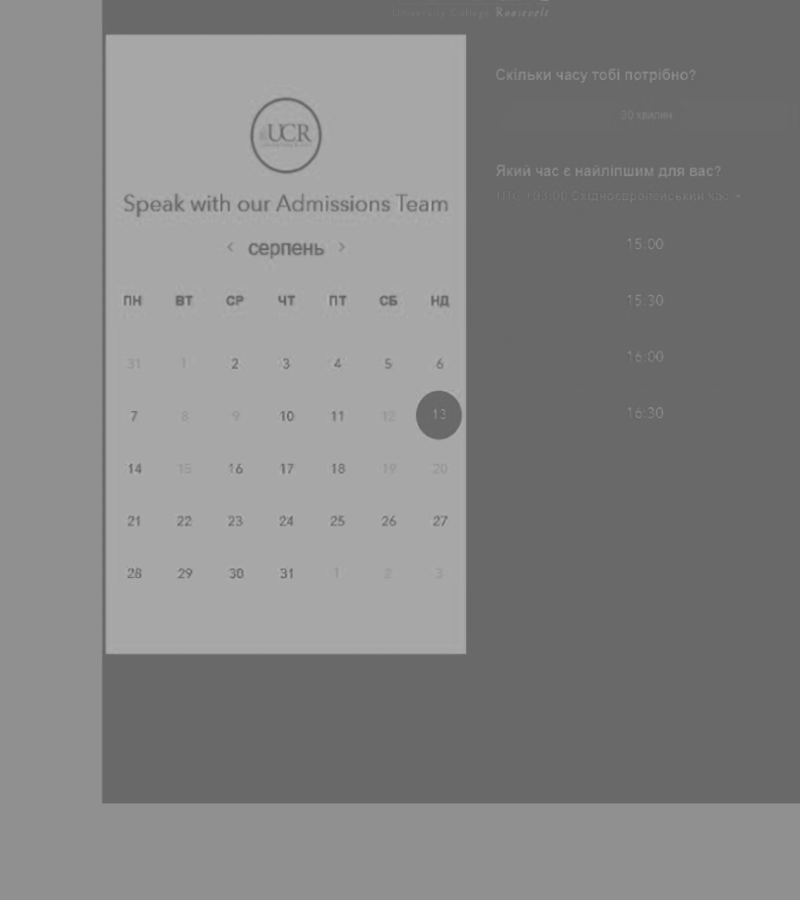 University College Roosevelt
UCR
Speak with our Admissions Team
< серпень >
ПН ВТ СР ЧТ ПТ СБ НД
31 1 2 3 4 5 6
7 8 9 10 11 12 13
14 15 16 17 18 19 20
21 22 23 24 25 26 27
28 29 30 31 1 2 3
Скільки часу тобі потрібно?
30 хвилин
Який час є найліпшим для вас?
UTC +03:00 Східноєвропейський час
15:00
15:30
16:00
16:30